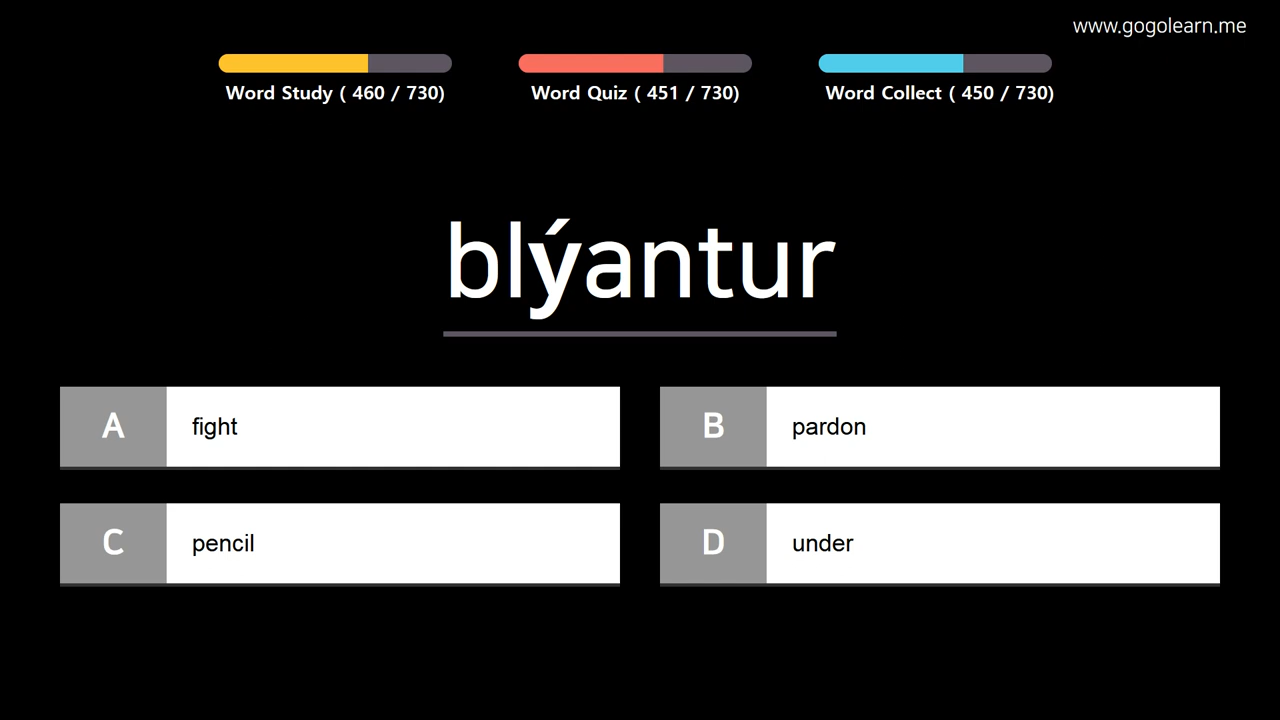 www.gogolearn.me
Word Study ( 460 / 730)
Word Quiz ( 451 / 730)
Word Collect ( 450 / 730)
blýantur
A fight
B pardon
C pencil
D under